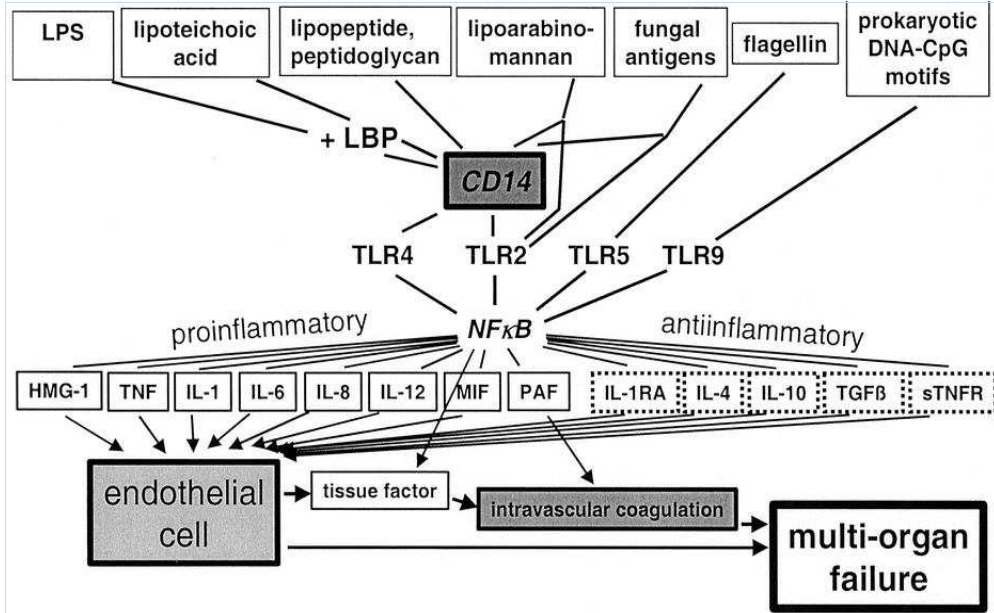 LPS
lipoteichoic
acid
lipopeptide,
peptidoglycan
lipoarabino-
mannan
fungal
antigens
flagellin
prokaryotic
DNA-CpG
motifs
+ LBP
CD14
TLR4 TLR2 TLR5 TLR9
proinflammatory NFκB antiinflammatory
HMG-1 TNF IL-1 IL-6 IL-8 IL-12 MIF PAF IL-1RA IL-4 IL-10 TGFß sTNFR
endothelial
cell
tissue factor
intravascular coagulation
multi-organ
failure